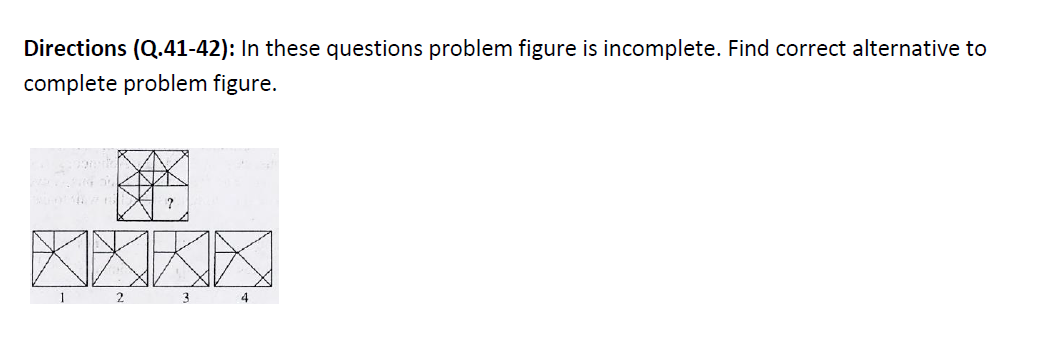 Directions (Q.41-42): In these questions problem figure is incomplete. Find correct alternative to
complete problem figure.
?
1 2 3 4